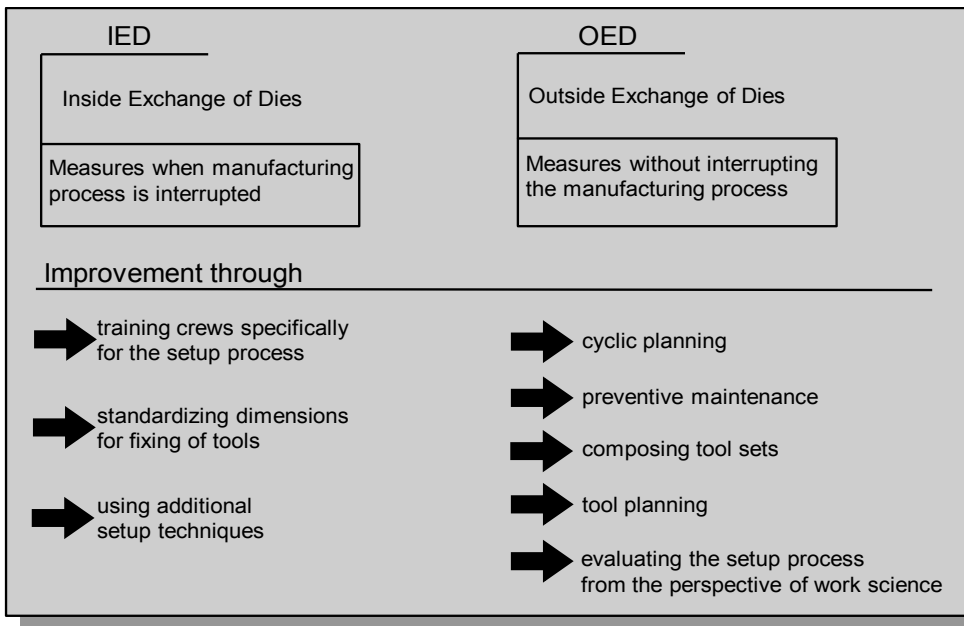 IED
Inside Exchange of Dies
Measures when manufacturing
process is interrupted
OED
Outside Exchange of Dies
Measures without interrupting
the manufacturing process
Improvement through
training crews specifically
for the setup process
standardizing dimensions
for fixing of tools
using additional
setup techniques
cyclic planning
preventive maintenance
composing tool sets
tool planning
evaluating the setup process
from the perspective of work science